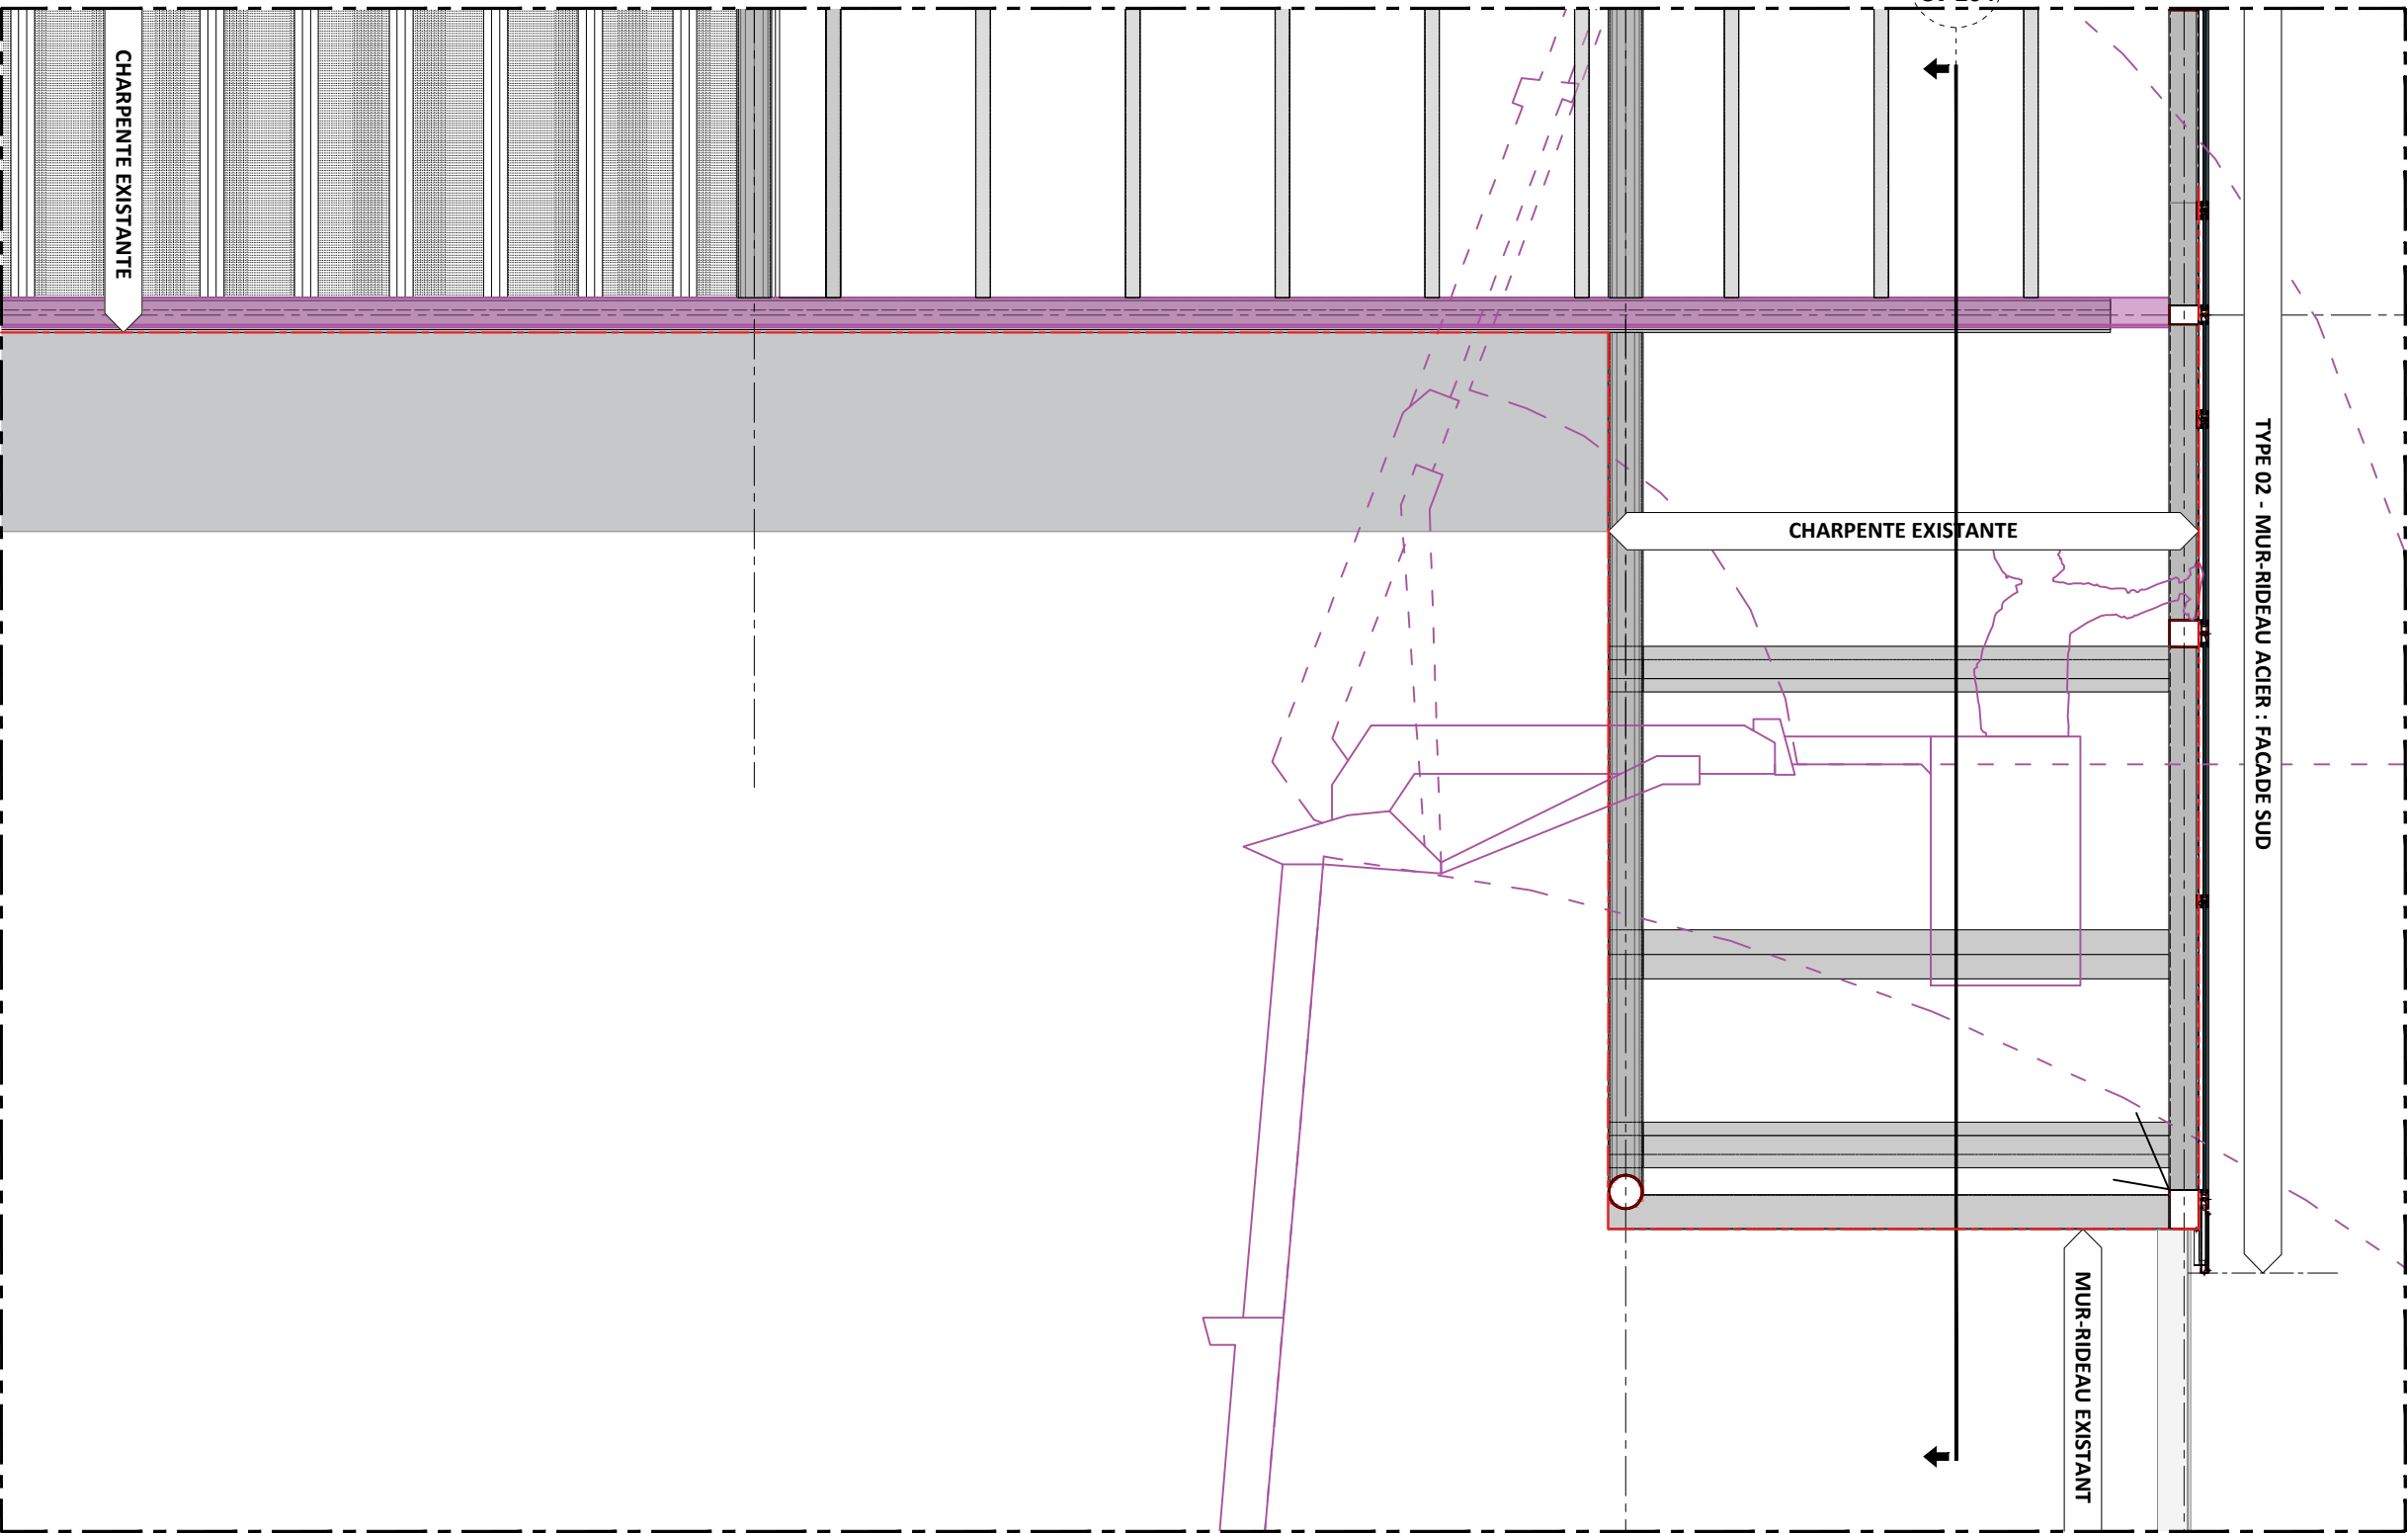 CHARPENTE EXISTANTE
TYPE 02 - MUR-RIDEAU ACIER : FACADE SUD
CHARPENTE EXISTANTE
MUR-RIDEAU EXISTANT